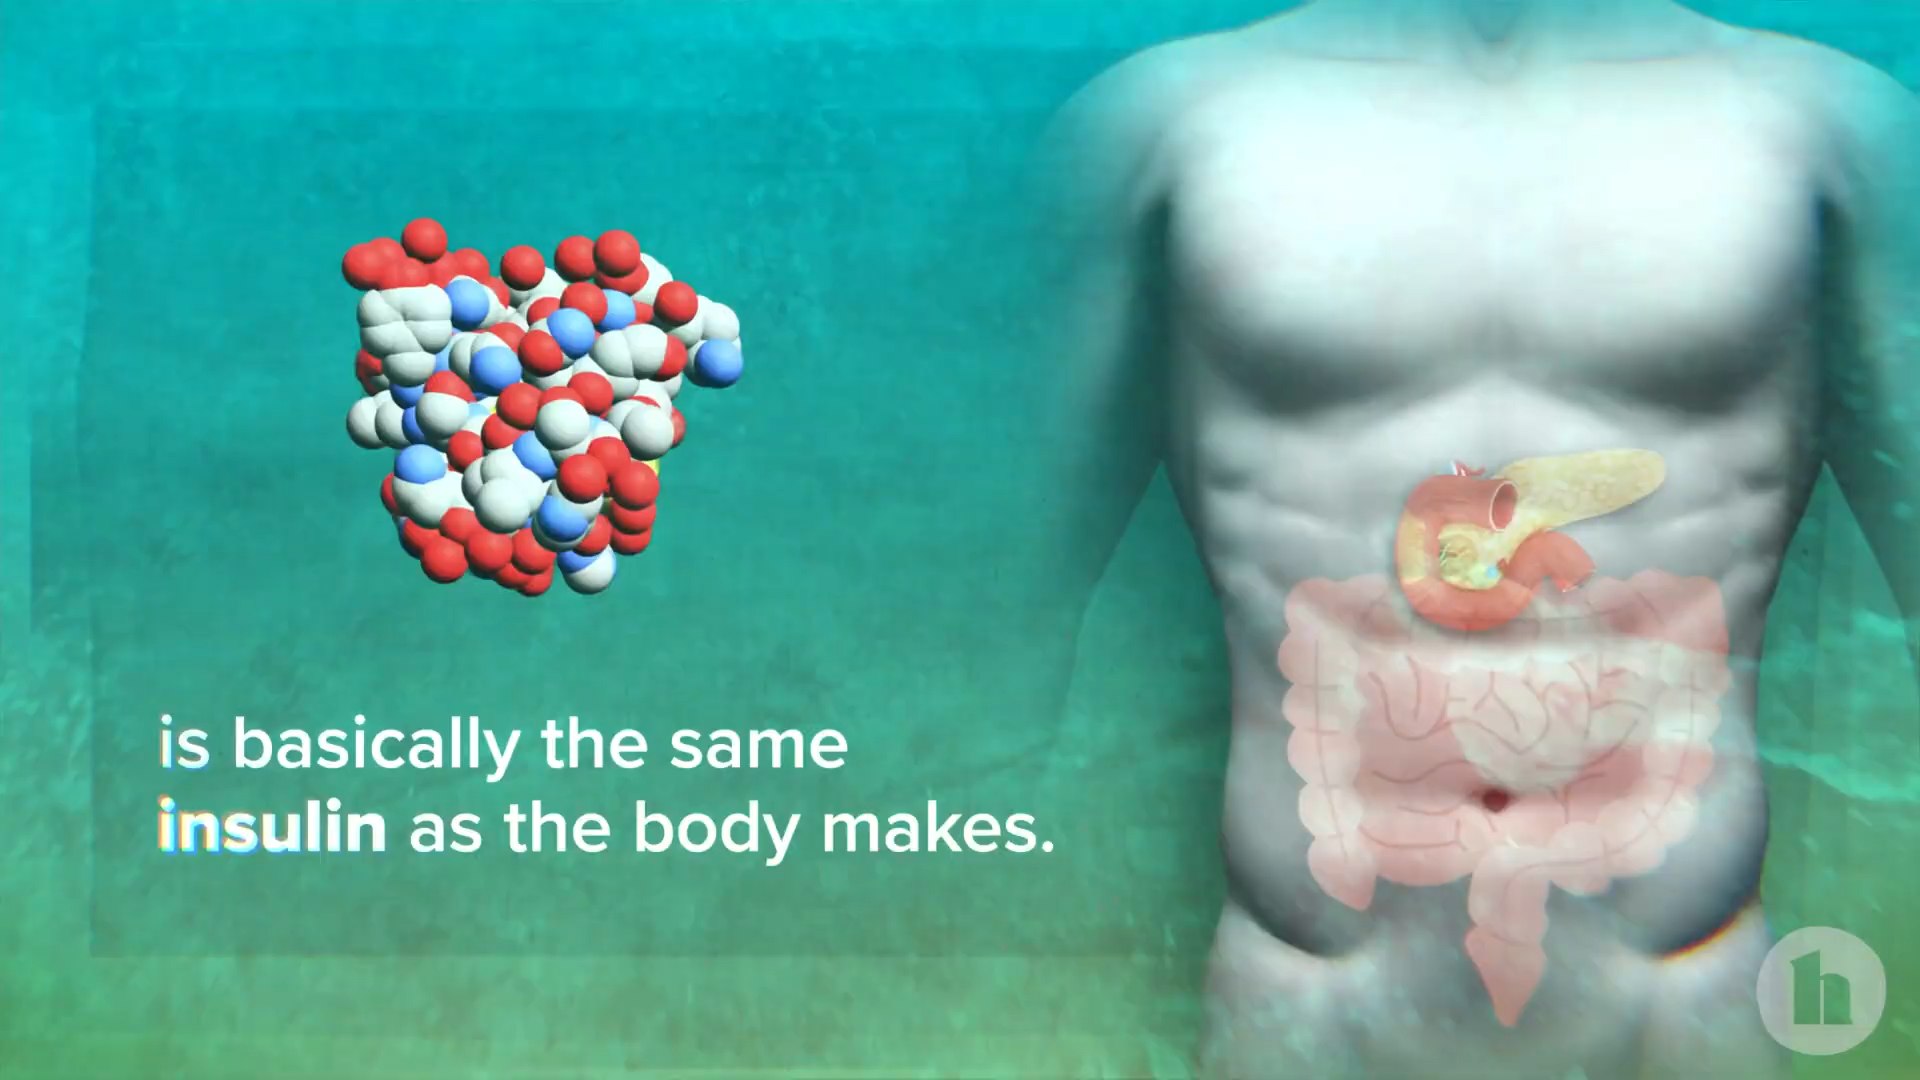 is basically the same
insulin as the body makes.
h